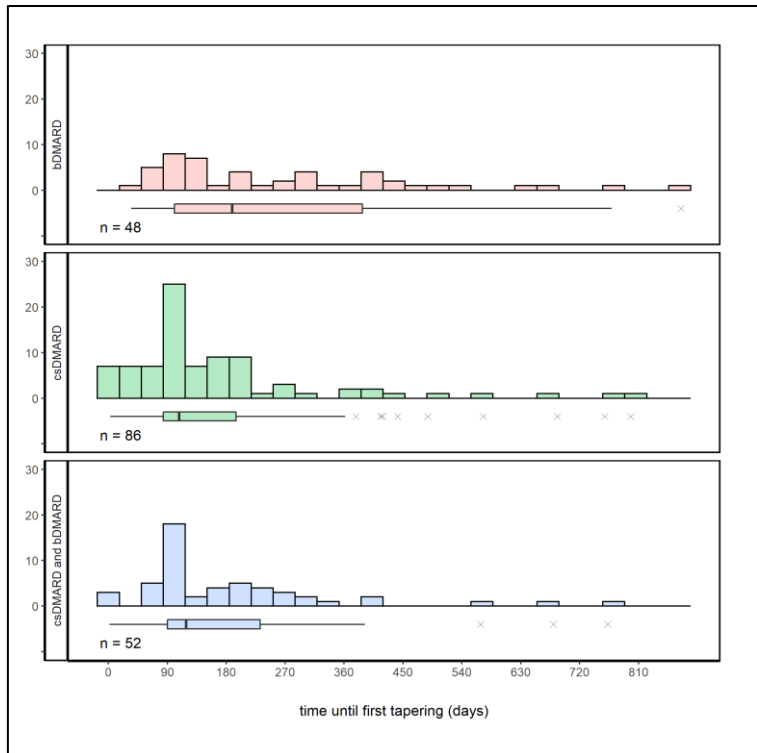 30
20
10
0
bDMARD
n = 48
30
20
10
0
csDMARD
n = 86
30
20
10
0
csDMARD and bDMARD
n = 52
0 90 180 270 360 450 540 630 720 810
time until first tapering (days)